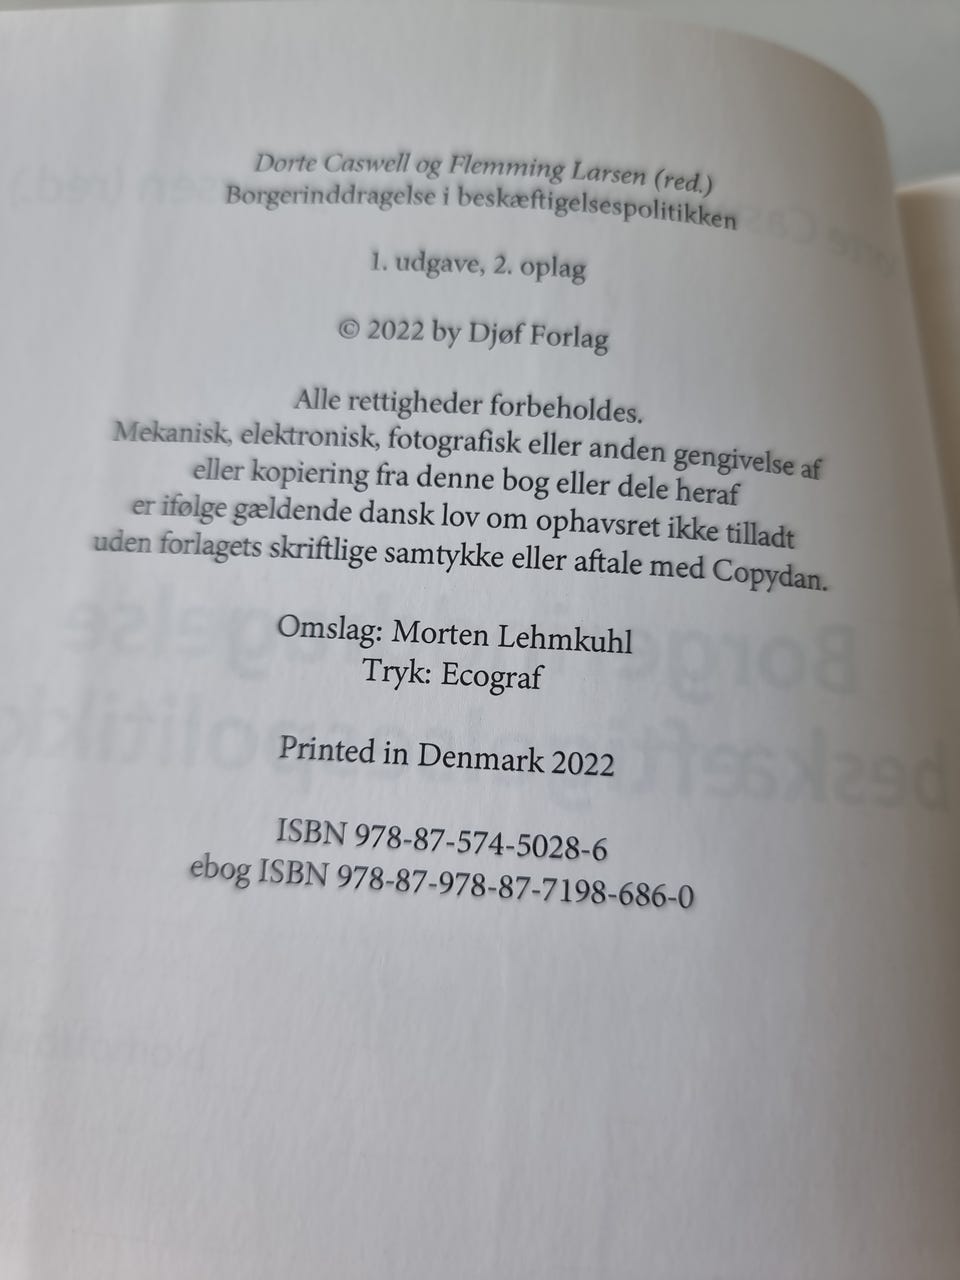 Dorte Caswell og Flemming Larsen (red.)
Borgerinddragelse i beskæftigelsespolitikken
1. udgave, 2. oplag
© 2022 by Djøf Forlag
Alle rettigheder forbeholdes.
Mekanisk, elektronisk, fotografisk eller anden gengivelse af
eller kopiering fra denne bog eller dele heraf
er ifølge gældende dansk lov om ophavsret ikke tilladt
uden forlagets skriftlige samtykke eller aftale med Copydan.
Omslag: Morten Lehmkuhl
Tryk: Ecograf
Printed in Denmark 2022
ISBN 978-87-574-5028-6
ebog ISBN 978-87-978-87-7198-686-0